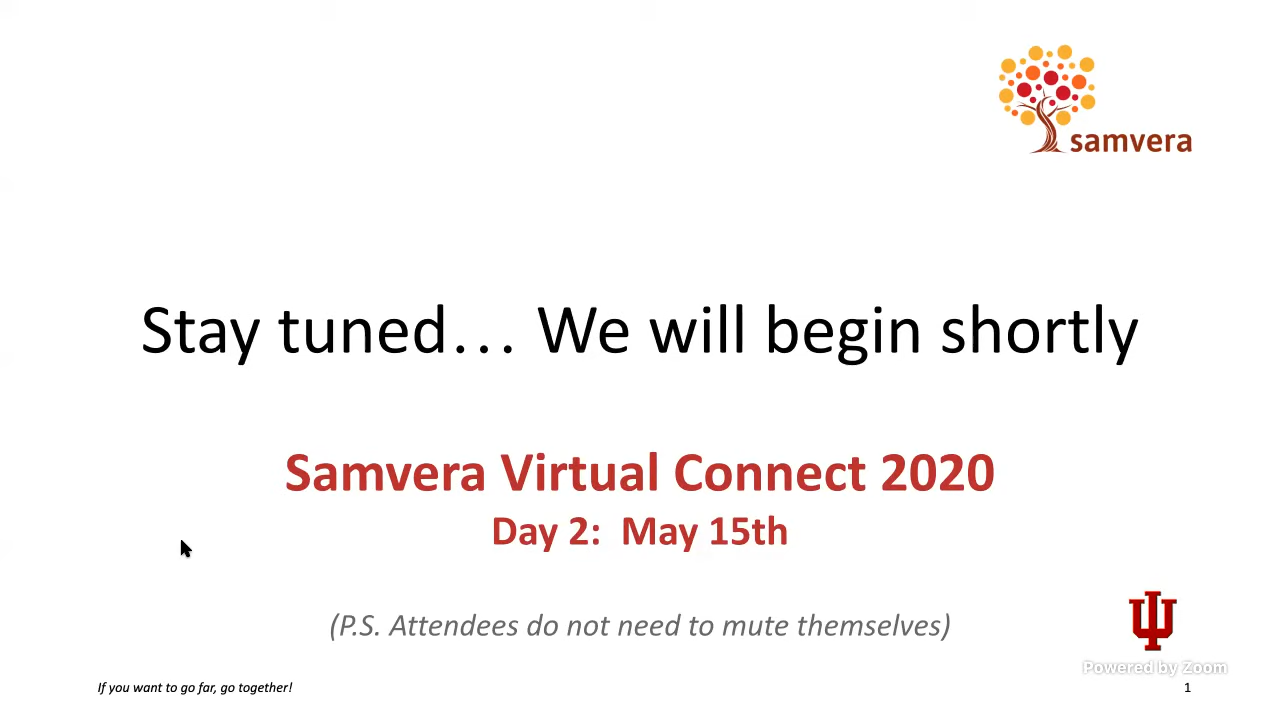 samvera
Stay tuned… We will begin shortly
Samvera Virtual Connect 2020
Day 2:  May 15th
(P.S. Attendees do not need to mute themselves)
Powered by Zoom
If you want to go far, go together!
1